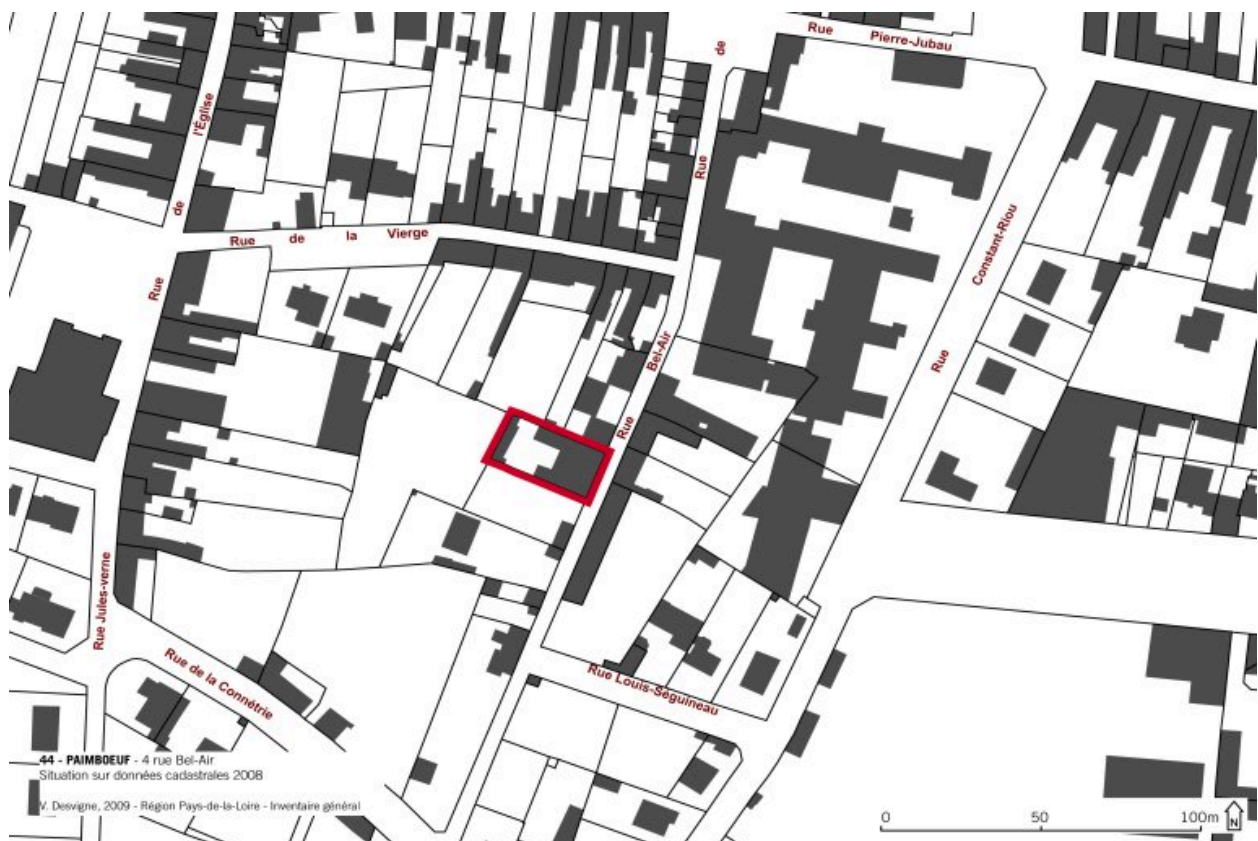 Rue Pierre-Jubau
Rue de l'Église
Rue de Bel-Air
Rue de la Vierge
Rue Constant-Riou
Rue
Rue
Rue Jules-verne
Rue de la Connétrie
Rue Louis-Séguineau
44 - PAIMBOEUF - 4 rue Bel-Air
Situation sur données cadastrales 2008
V. Desvigne, 2009 - Région Pays-de-la-Loire - Inventaire général
0 50 100m
N